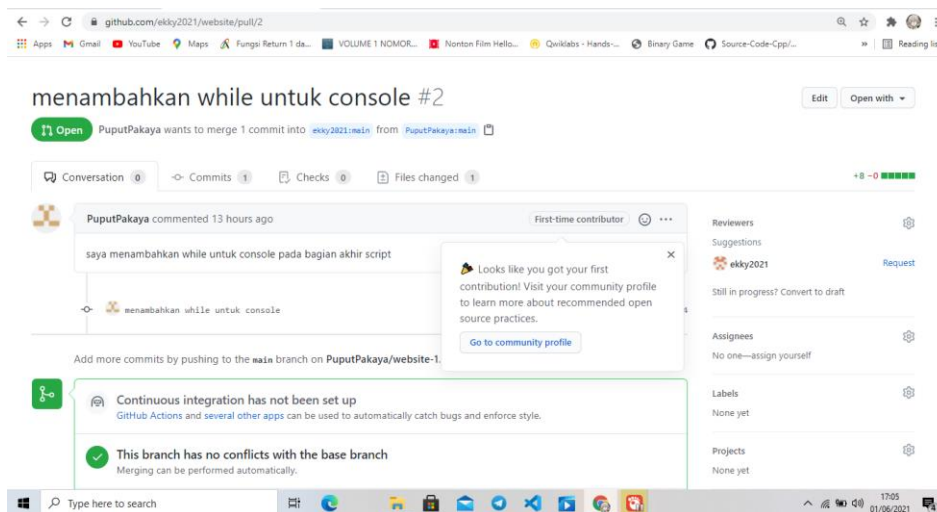 github.com/ekky2021/website/pull/2
Apps Gmail YouTube Maps Fungsi Return 1 da... VOLUME 1 NOMOR... Nonton Film Hello... Qwiklabs - Hands-... Binary Game Source-Code-Cpp/... » Reading lis
menambahkan while untuk console #2
Edit Open with
Open PuputPakaya wants to merge 1 commit into ekky2021:main from PuputPakaya:main
Conversation 0 Commits 1 Checks 0 Files changed 1 +8 −0
PuputPakaya commented 13 hours ago First-time contributor ...
saya menambahkan while untuk console pada bagian akhir script
Looks like you got your first
contribution! Visit your community profile
to learn more about recommended open
source practices.
Go to community profile
menambahkan while untuk console
Add more commits by pushing to the main branch on PuputPakaya/website-1.
Continuous integration has not been set up
GitHub Actions and several other apps can be used to automatically catch bugs and enforce style.
This branch has no conflicts with the base branch
Merging can be performed automatically.
Reviewers
Suggestions
ekky2021 Request
Still in progress? Convert to draft
Assignees
No one—assign yourself
Labels
None yet
Projects
None yet
Type here to search
17:05
01/06/2021